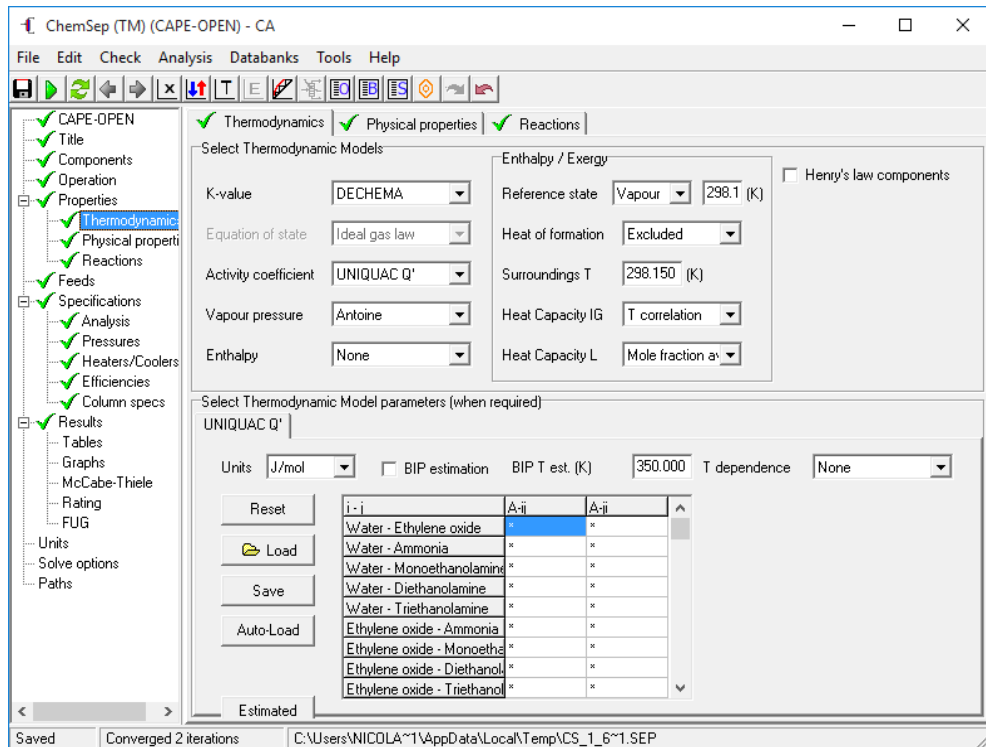 ChemSep (TM) (CAPE-OPEN) - CA
File Edit Check Analysis Databanks Tools Help
CAPE-OPEN
Title
Components
Operation
Properties
Thermodynamics
Physical properti
Reactions
Feeds
Specifications
Analysis
Pressures
Heaters/Coolers
Efficiencies
Column specs
Results
Tables
Graphs
McCabe-Thiele
Rating
FUG
Units
Solve options
Paths
Thermodynamics Physical properties Reactions
Select Thermodynamic Models
K-value DECHEMA
Equation of state Ideal gas law
Activity coefficient UNIQUAC Q'
Vapour pressure Antoine
Enthalpy None
Enthalpy / Exergy
Reference state Vapour 298.1 (K)
Heat of formation Excluded
Surroundings T 298.150 (K)
Heat Capacity IG T correlation
Heat Capacity L Mole fraction av
Henry's law components
Select Thermodynamic Model parameters (when required)
UNIQUAC Q'
Units J/mol BIP estimation BIP T est. (K) 350.000 T dependence None
Reset
Load
Save
Auto-Load
Estimated
i - j A-ij A-ji
Water - Ethylene oxide * *
Water - Ammonia * *
Water - Monoethanolamine * *
Water - Diethanolamine * *
Water - Triethanolamine * *
Ethylene oxide - Ammonia * *
Ethylene oxide - Monoetha * *
Ethylene oxide - Diethanol * *
Ethylene oxide - Triethanol * *
Saved Converged 2 iterations C:\Users\NICOLA~1\AppData\Local\Temp\CS_1_6~1.SEP